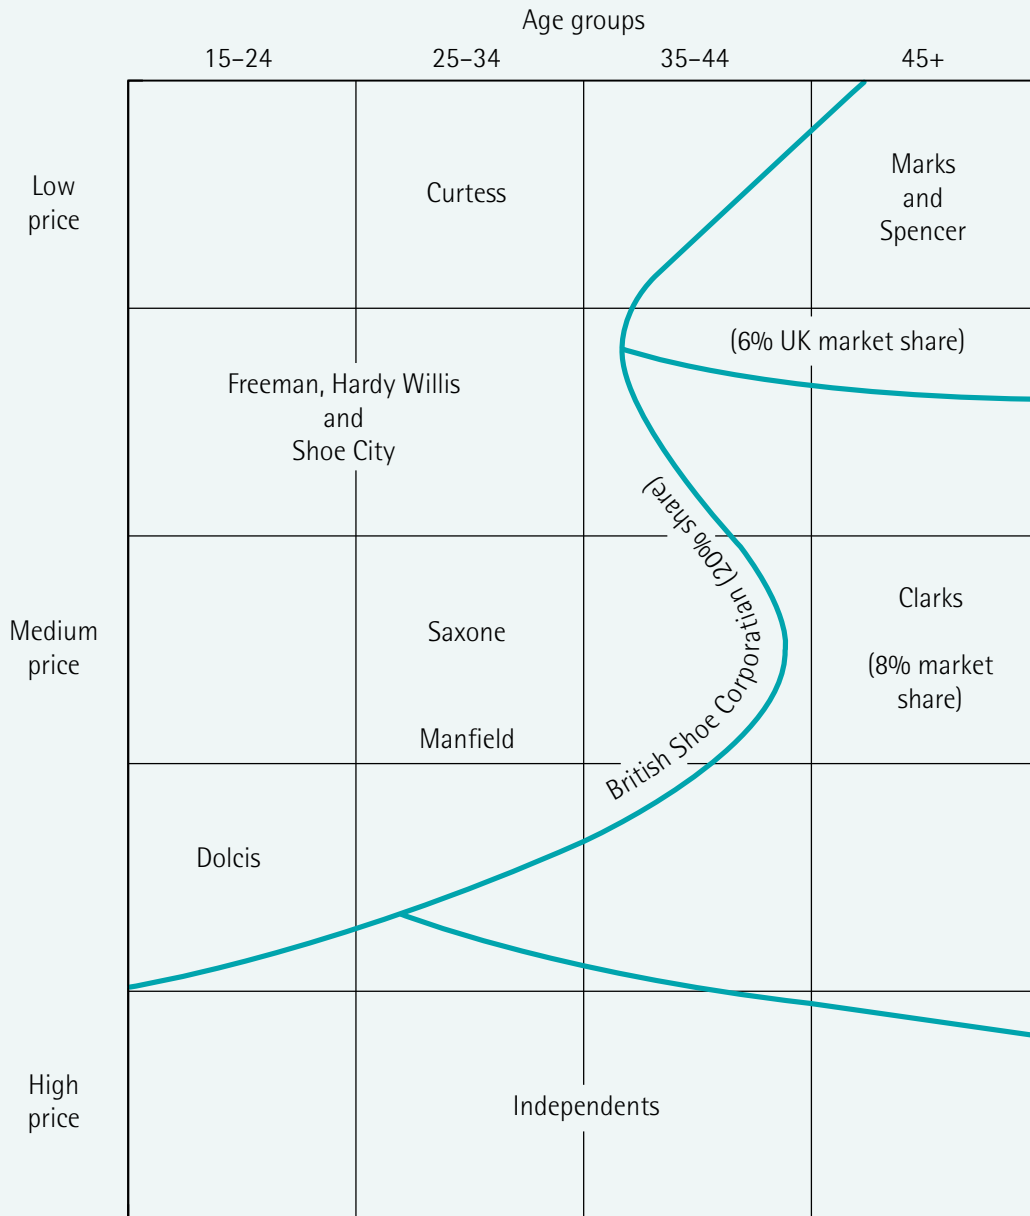 Age groups
15–24
25–34
35–44
45+
Low
price
Curtess
Marks
and
Spencer
(6% UK market share)
Freeman, Hardy Willis
and
Shoe City
British Shoe Corporatian (20% share)
Medium
price
Saxone
Manfield
Clarks
(8% market
share)
Dolcis
High
price
Independents